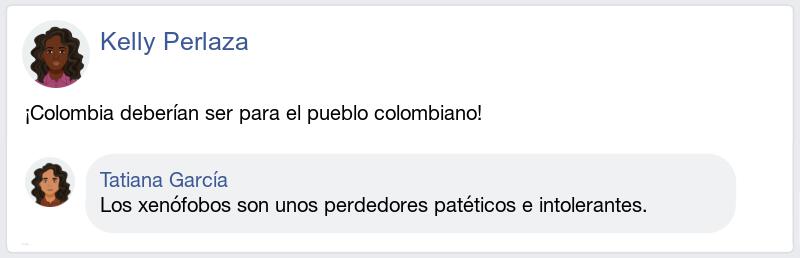 Kelly Perlaza
¡Colombia deberían ser para el pueblo colombiano!
Tatiana García
Los xenófobos son unos perdedores patéticos e intolerantes.